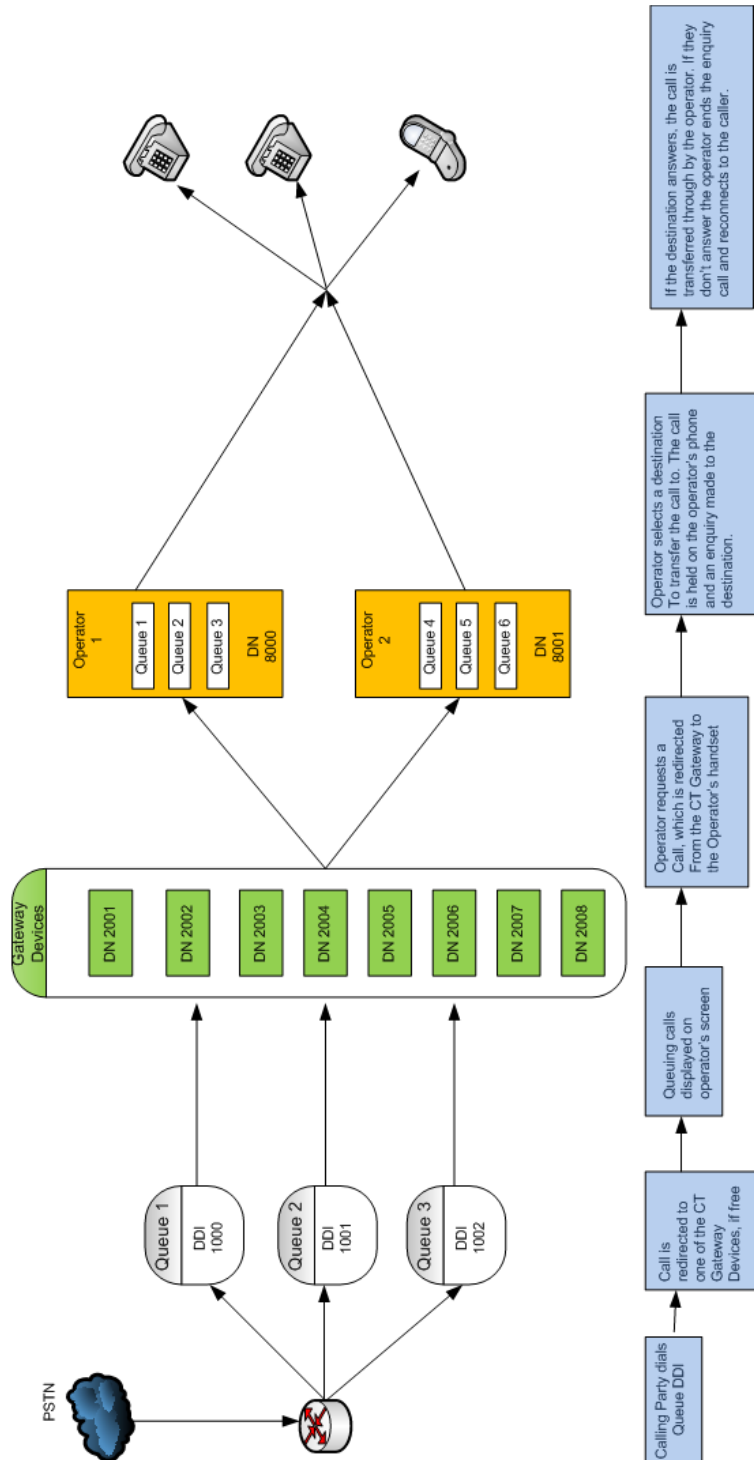 PSTN
Queue 1
DDI
1000
Queue 2
DDI
1001
Queue 3
DDI
1002
Gateway
Devices
DN 2001
DN 2002
DN 2003
DN 2004
DN 2005
DN 2006
DN 2007
DN 2008
Operator
1
Queue 1
Queue 2
Queue 3
DN
8000
Operator
2
Queue 4
Queue 5
Queue 6
DN
8001
Calling Party dials
Queue DDI
Call is
redirected to
one of the CT
Gateway
Devices, if free
Queuing calls
displayed on
operator's screen
Operator requests a
Call, which is redirected
From the CT Gateway to
the Operator's handset
Operator selects a destination
To transfer the call to. The call
is held on the operator's phone
and an enquiry made to the
destination.
If the destination answers, the call is
transferred through by the operator. If they
don't answer the operator ends the enquiry
call and reconnects to the caller.